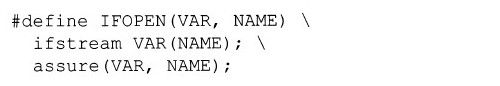 #define IFOPEN(VAR, NAME) \
ifstream VAR(NAME); \
assure(VAR, NAME);